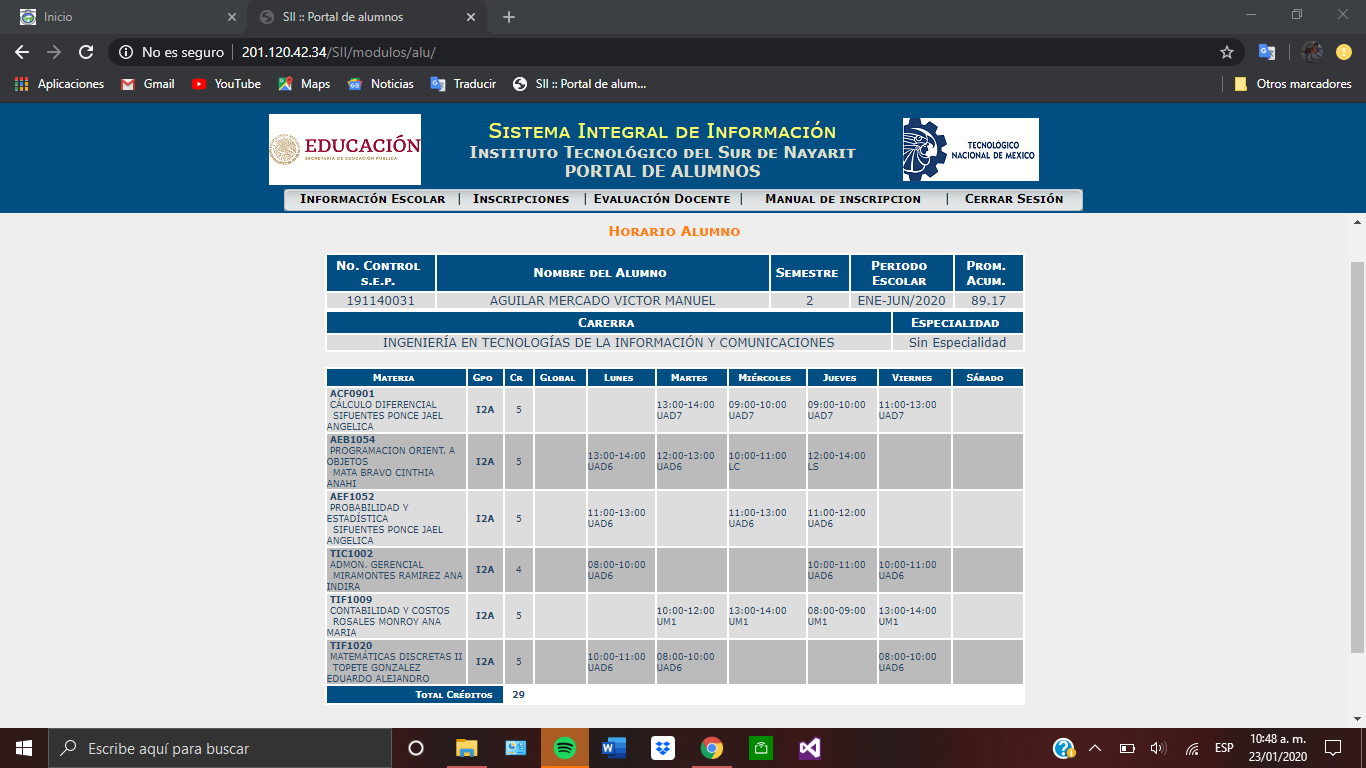 Inicio
SII :: Portal de alumnos
No es seguro
201.120.42.34/SII/modulos/alu/
Aplicaciones
Gmail
YouTube
Maps
Noticias
Traducir
SII :: Portal de alum...
Otros marcadores
EDUCACIÓN
SECRETARÍA DE EDUCACIÓN PÚBLICA
SISTEMA INTEGRAL DE INFORMACIÓN
INSTITUTO TECNOLÓGICO DEL SUR DE NAYARIT
PORTAL DE ALUMNOS
TECNOLÓGICO
NACIONAL DE MÉXICO
INFORMACIÓN ESCOLAR | INSCRIPCIONES | EVALUACIÓN DOCENTE | MANUAL DE INSCRIPCION | CERRAR SESIÓN
HORARIO ALUMNO
NO. CONTROL S.E.P. NOMBRE DEL ALUMNO SEMESTRE PERIODO ESCOLAR PROM. ACUM.
191140031 AGUILAR MERCADO VICTOR MANUEL 2 ENE-JUN/2020 89.17
CARERRA ESPECIALIDAD
INGENIERÍA EN TECNOLOGÍAS DE LA INFORMACIÓN Y COMUNICACIONES Sin Especialidad
MATERIA GPO CR GLOBAL LUNES MARTES MIÉRCOLES JUEVES VIERNES SÁBADO
ACF0901
CÁLCULO DIFERENCIAL
SIFUENTES PONCE JAEL
ANGELICA
I2A 5
13:00-14:00 09:00-10:00 09:00-10:00 11:00-13:00
UAD7 UAD7 UAD7 UAD7
AEB1054
PROGRAMACION ORIENT. A
OBJETOS
MATA BRAVO CINTHIA
ANAHI
I2A 5
13:00-14:00 12:00-13:00 10:00-11:00 12:00-14:00
UAD6 UAD6 LC LS
AEF1052
PROBABILIDAD Y
ESTADÍSTICA
SIFUENTES PONCE JAEL
ANGELICA
I2A 5
11:00-13:00 11:00-13:00 11:00-12:00
UAD6 UAD6 UAD6
TIC1002
ADMON. GERENCIAL
MIRAMONTES RAMIREZ ANA
INDIRA
I2A 4
08:00-10:00 10:00-11:00 10:00-11:00
UAD6 UAD6 UAD6
TIF1009
CONTABILIDAD Y COSTOS
ROSALES MONROY ANA
MARIA
I2A 5
10:00-12:00 13:00-14:00 08:00-09:00 13:00-14:00
UM1 UM1 UM1 UM1
TIF1020
MATEMÁTICAS DISCRETAS II
TOPETE GONZALEZ
EDUARDO ALEJANDRO
I2A 5
10:00-11:00 08:00-10:00 08:00-10:00
UAD6 UAD6 UAD6
TOTAL CRÉDITOS 29
Escribe aquí para buscar
ESP
10:48 a. m.
23/01/2020